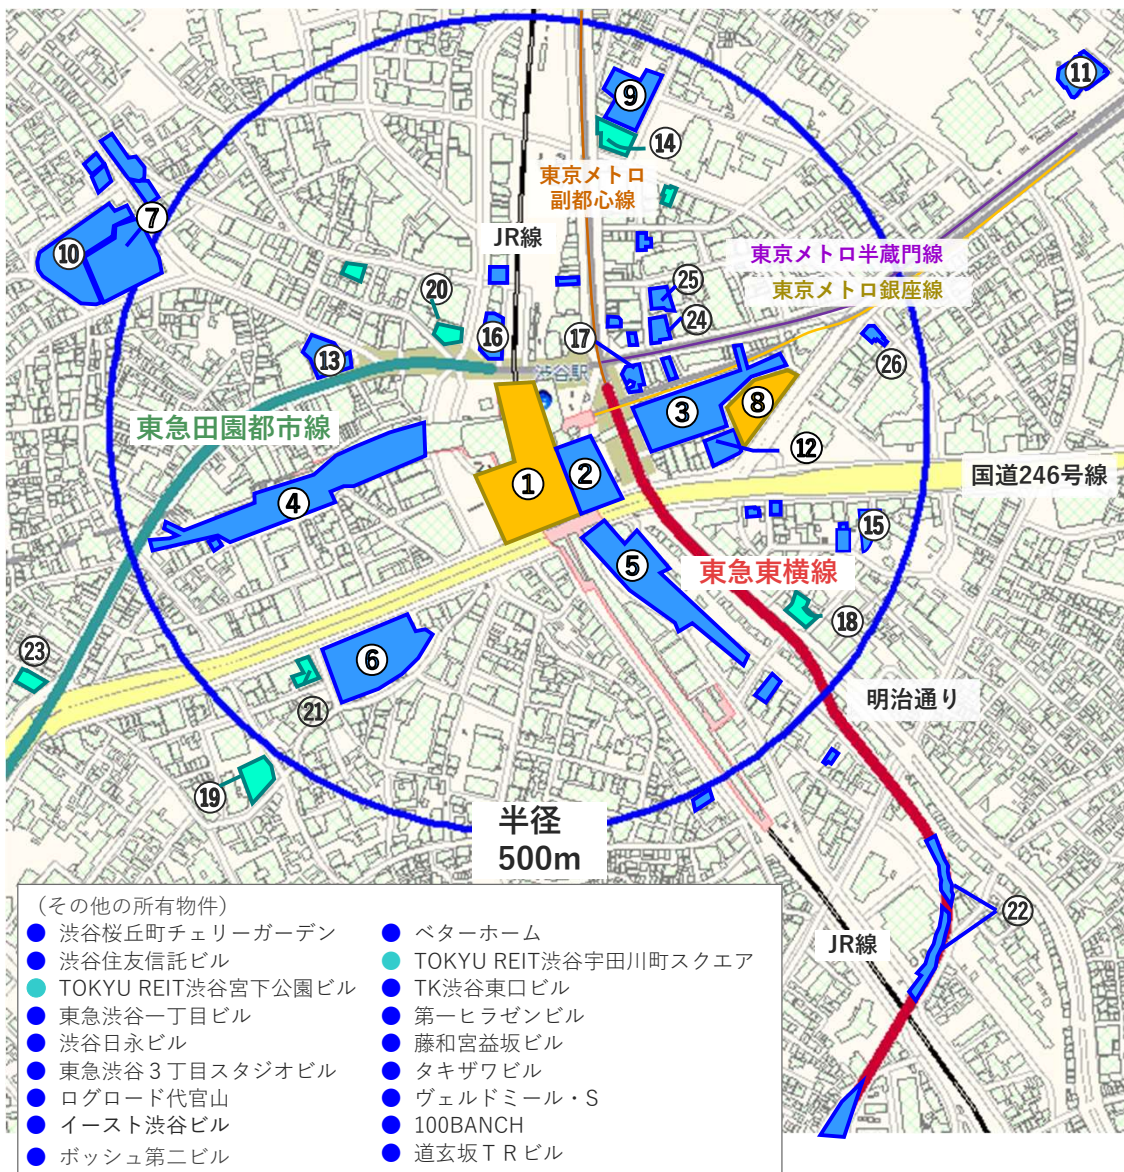 ⑪
⑨
⑭
東京メトロ
副都心線
⑦
JR線
⑩
東京メトロ半蔵門線
㉕
東京メトロ銀座線
⑳
㉔
⑯
⑰
⑬
㉖
渋谷駅
③
⑧
東急田園都市線
⑫
②
①
国道246号線
④
⑮
⑤
東急東横線
⑱
㉓
⑥
明治通り
㉑
⑲
半径
500m
㉒
JR線
（その他の所有物件）
● 渋谷桜丘町チェリーガーデン
● 渋谷住友信託ビル
● TOKYU REIT渋谷宮下公園ビル
● 東急渋谷一丁目ビル
● 渋谷日永ビル
● 東急渋谷３丁目スタジオビル
● ログロード代官山
● イースト渋谷ビル
● ボッシュ第二ビル
● ベターホーム
● TOKYU REIT渋谷宇田川町スクエア
● TK渋谷東口ビル
● 第一ヒラゼンビル
● 藤和宮益坂ビル
● タキザワビル
● ヴェルドミール・S
● 100BANCH
● 道玄坂ＴＲビル